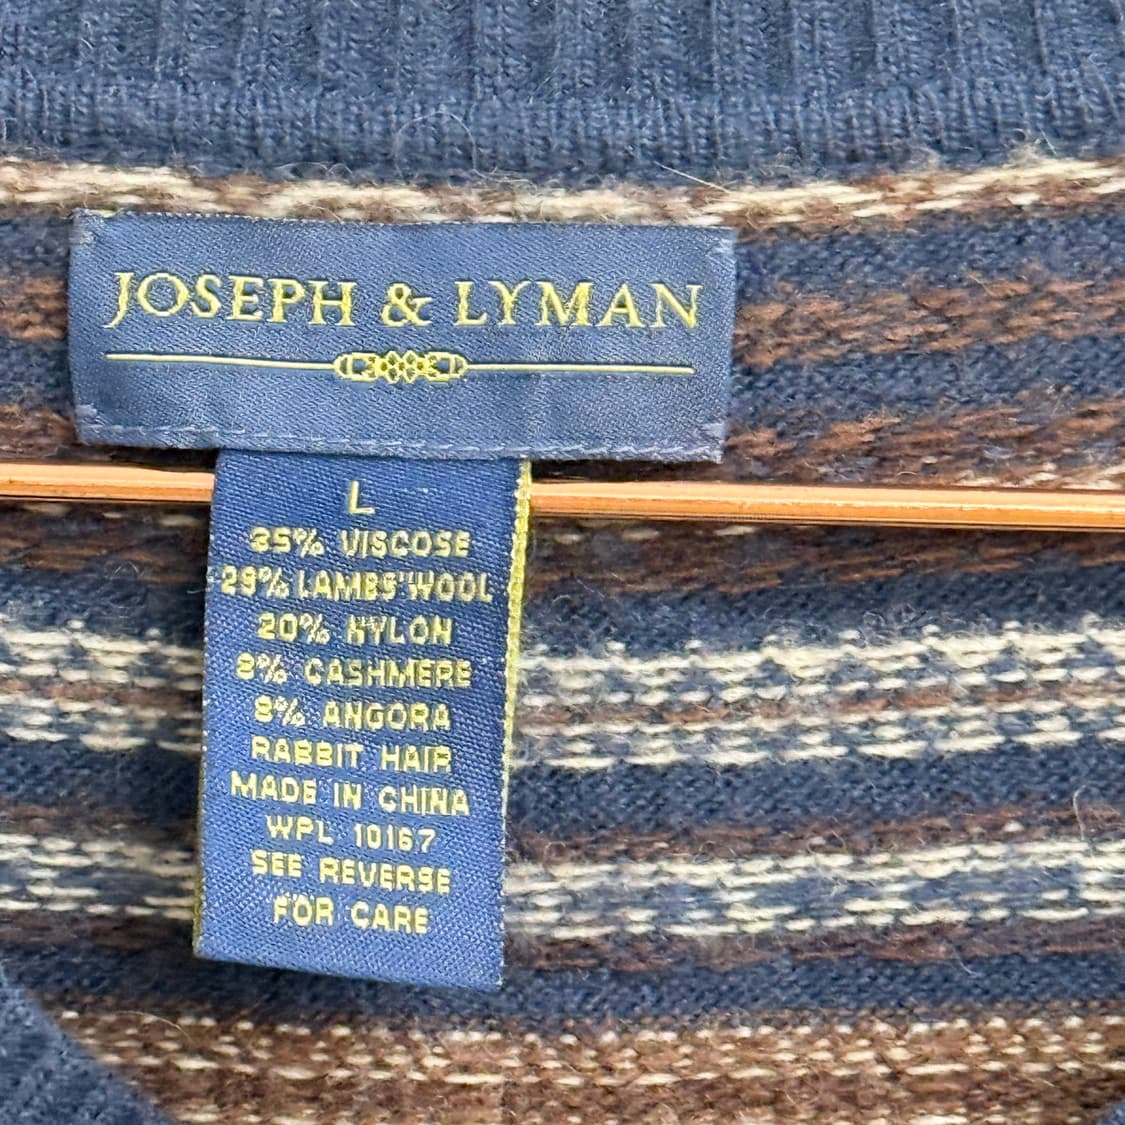 JOSEPH & LYMAN
L
35% VISCOSE
29% LAMBS'WOOL
20% NYLON
8% CASHMERE
8% ANGORA
RABBIT HAIR
MADE IN CHINA
WPL 10167
SEE REVERSE
FOR CARE